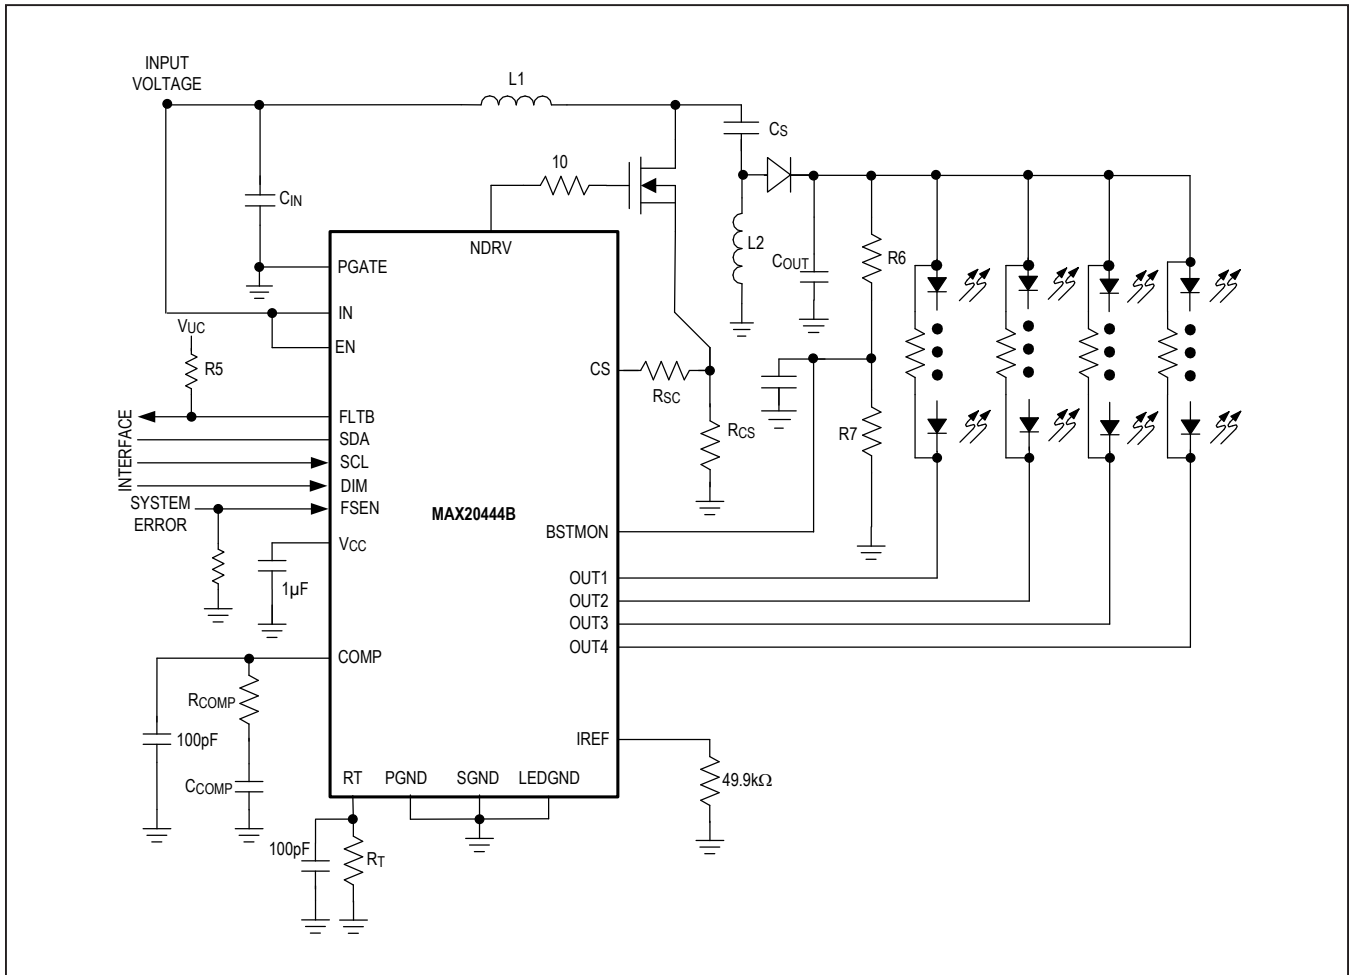 INPUT
VOLTAGE
L1
CS
10
CIN
NDRV
L2
COUT
R6
PGATE
IN
VUC
EN
R5
CS
RSC
FLTB
RCS
R7
INTERFACE
SDA
SCL
DIM
SYSTEM
ERROR
FSEN
MAX20444B
BSTMON
VCC
1µF
OUT1
OUT2
OUT3
OUT4
COMP
RCOMP
100pF
IREF
CCOMP
RT
PGND
SGND
LEDGND
49.9kΩ
100pF
RT